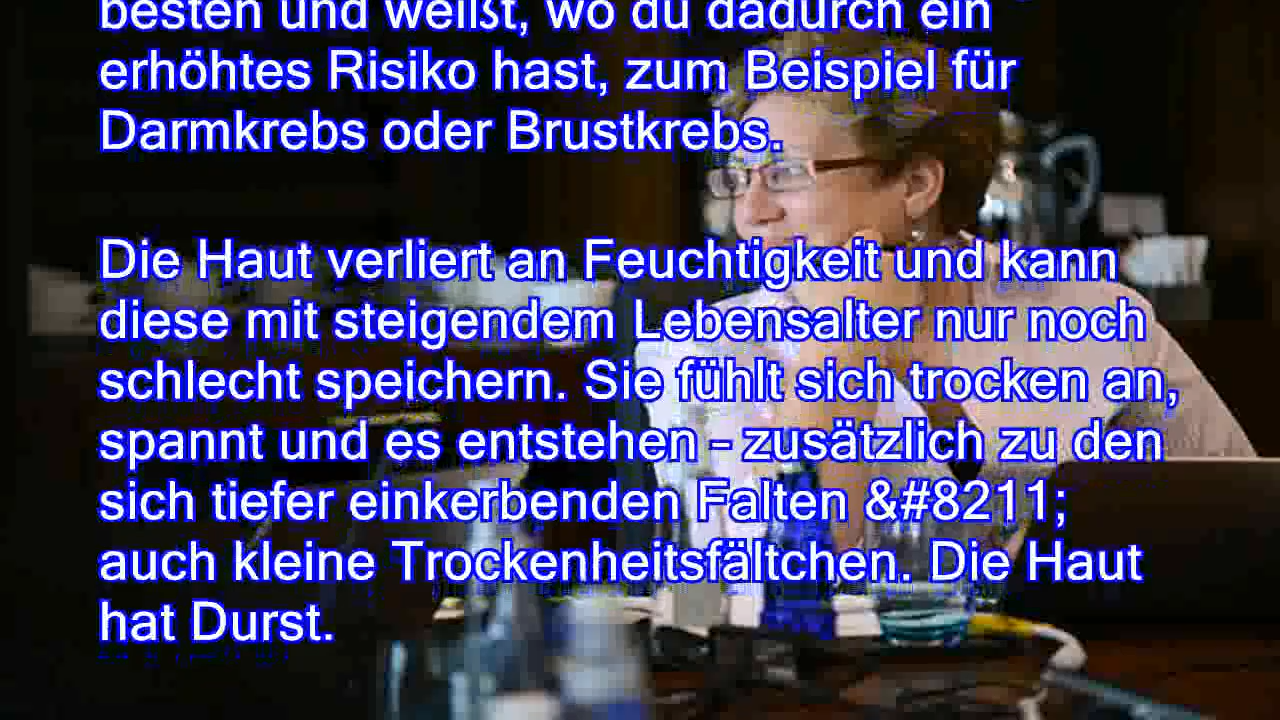 besten und weißt, wo du dadurch ein
erhöhtes Risiko hast, zum Beispiel für
Darmkrebs oder Brustkrebs.
Die Haut verliert an Feuchtigkeit und kann
diese mit steigendem Lebensalter nur noch
schlecht speichern. Sie fühlt sich trocken an,
spannt und es entstehen – zusätzlich zu den
sich tiefer einkerbenden Falten &#8211;
auch kleine Trockenheitsfältchen. Die Haut
hat Durst.